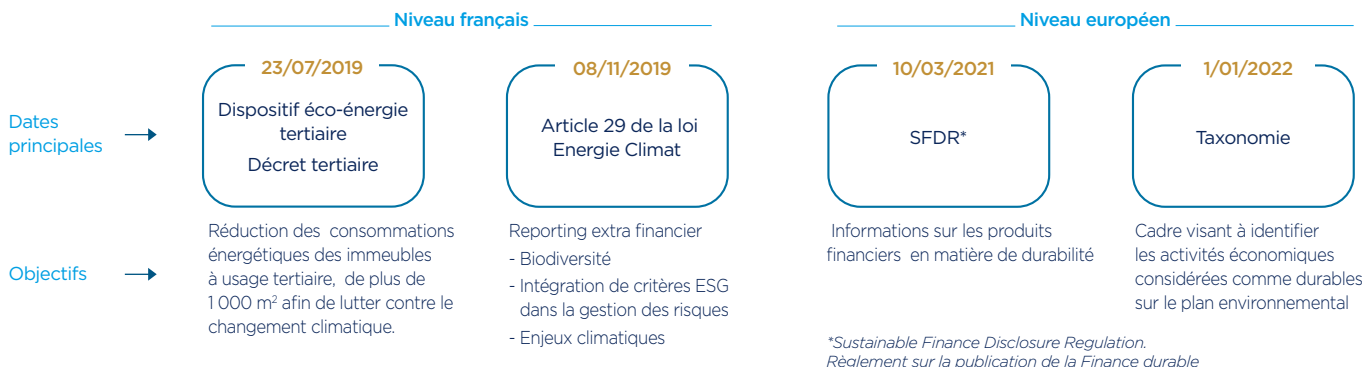 Niveau français
Niveau européen
Dates
principales
23/07/2019
Dispositif éco-énergie
tertiaire
Décret tertiaire
08/11/2019
Article 29 de la loi
Energie Climat
10/03/2021
SFDR*
1/01/2022
Taxonomie
Objectifs
Réduction des consommations
énergétiques des immeubles
à usage tertiaire, de plus de
1 000 m² afin de lutter contre le
changement climatique.
Reporting extra financier
- Biodiversité
- Intégration de critères ESG
dans la gestion des risques
- Enjeux climatiques
Informations sur les produits
financiers en matière de durabilité
Cadre visant à identifier
les activités économiques
considérées comme durables
sur le plan environnemental
*Sustainable Finance Disclosure Regulation.
Règlement sur la publication de la Finance durable